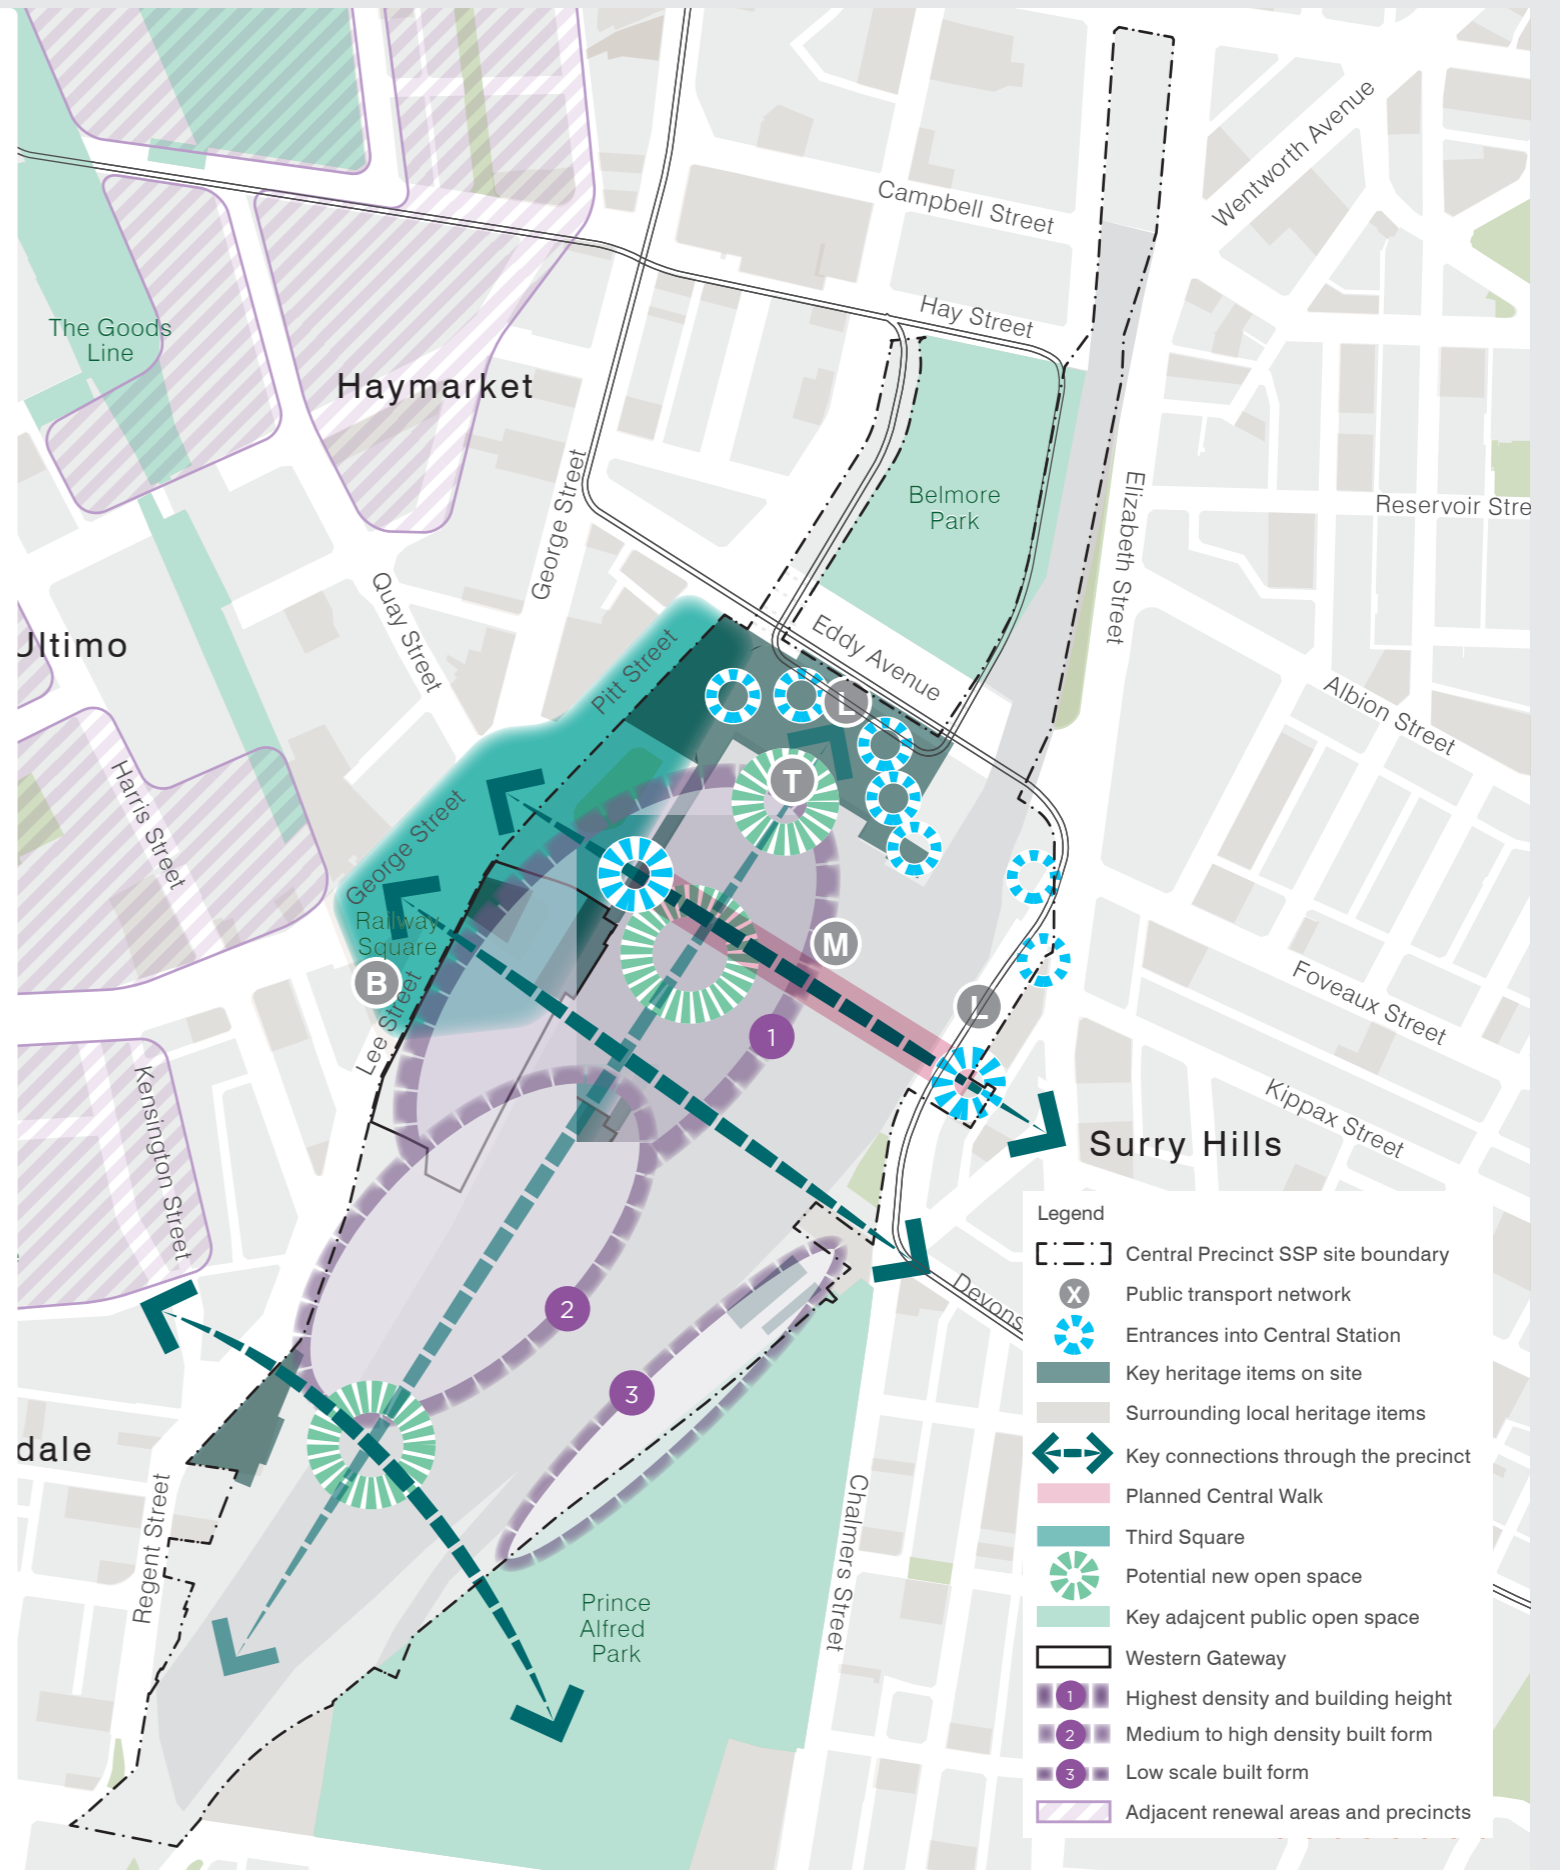 Campbell Street
Wentworth Avenue
Hay Street
The Goods
Line
Haymarket
George Street
Belmore
Park
Elizabeth Street
Reservoir Stre
Quay Street
Ultimo
Pitt Street
Eddy Avenue
Albion Street
L
T
Harris Street
George Street
Railway
Square
M
B
Lee Street
L
Foveaux Street
1
Kensington Street
Kippax Street
Surry Hills
2
Devons
3
dale
Regent Street
Chalmers Street
Prince
Alfred
Park
Legend
Central Precinct SSP site boundary
X Public transport network
Entrances into Central Station
Key heritage items on site
Surrounding local heritage items
Key connections through the precinct
Planned Central Walk
Third Square
Potential new open space
Key adajcent public open space
Western Gateway
1 Highest density and building height
2 Medium to high density built form
3 Low scale built form
Adjacent renewal areas and precincts